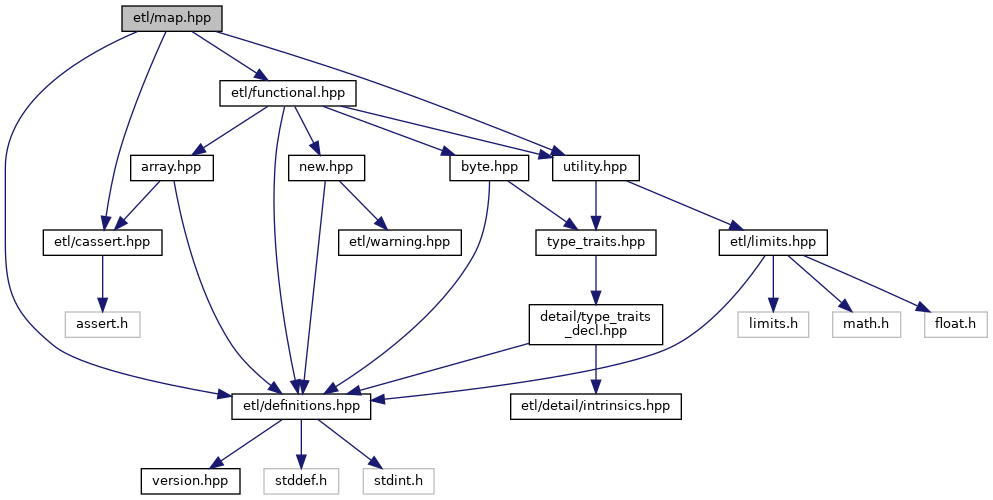 etl/map.hpp
etl/functional.hpp
array.hpp
new.hpp
byte.hpp
utility.hpp
etl/cassert.hpp
etl/warning.hpp
type_traits.hpp
etl/limits.hpp
assert.h
detail/type_traits
_decl.hpp
limits.h
math.h
float.h
etl/definitions.hpp
etl/detail/intrinsics.hpp
version.hpp
stddef.h
stdint.h